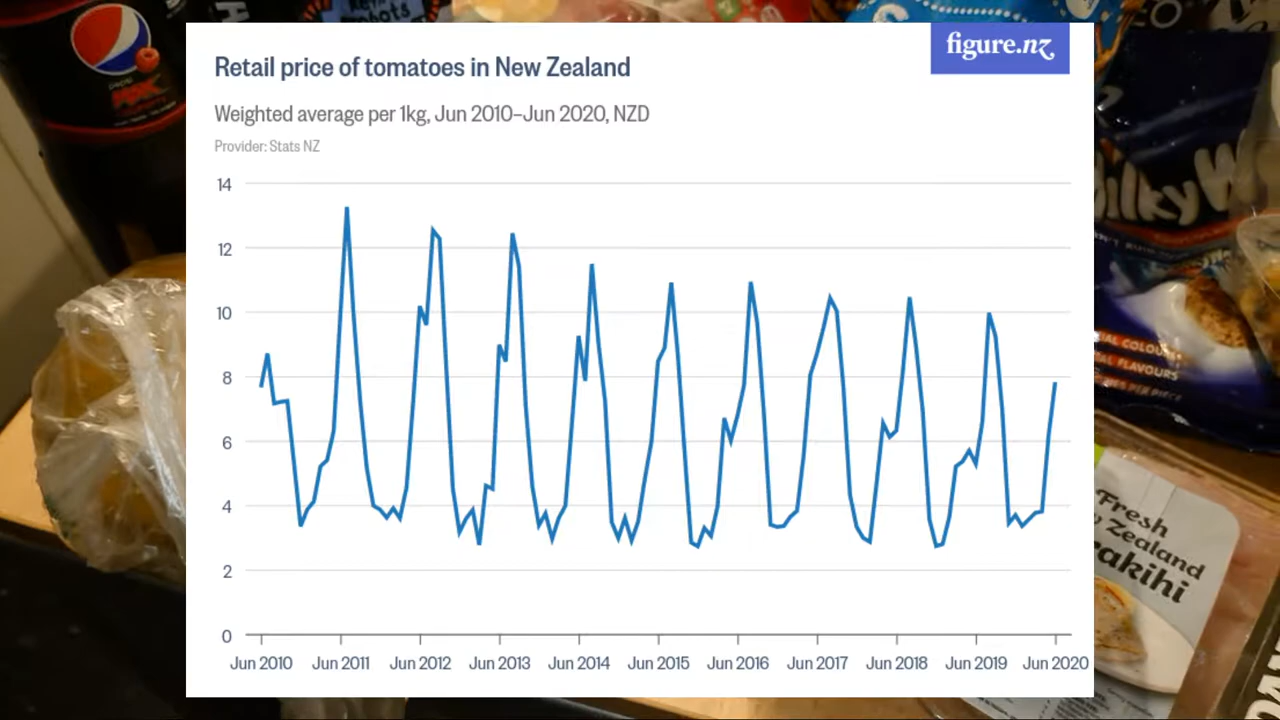 figure.nz
Retail price of tomatoes in New Zealand
Weighted average per 1kg, Jun 2010–Jun 2020, NZD
Provider: Stats NZ
14
12
10
8
6
4
2
0
Jun 2010 Jun 2011 Jun 2012 Jun 2013 Jun 2014 Jun 2015 Jun 2016 Jun 2017 Jun 2018 Jun 2019 Jun 2020
pepsi
MAX
Fresh
Zealand